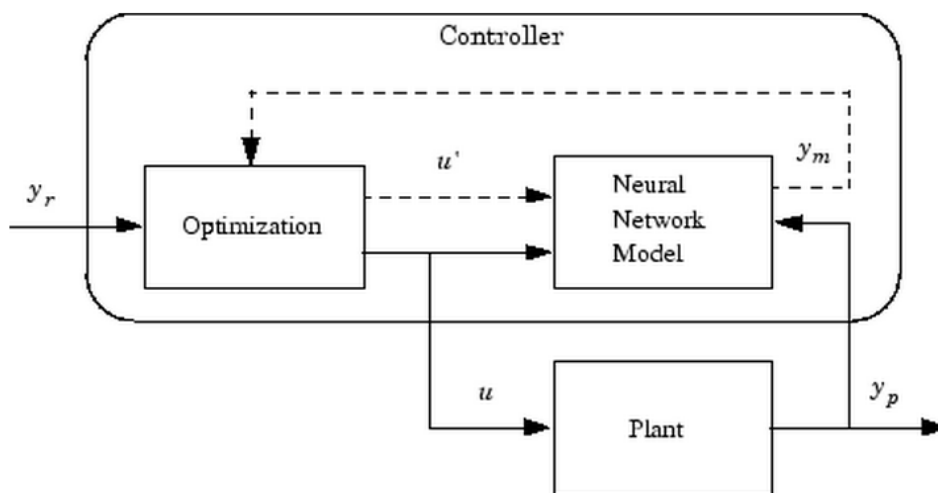 Controller
u'
y_m
y_r
Optimization
Neural
Network
Model
u
y_p
Plant